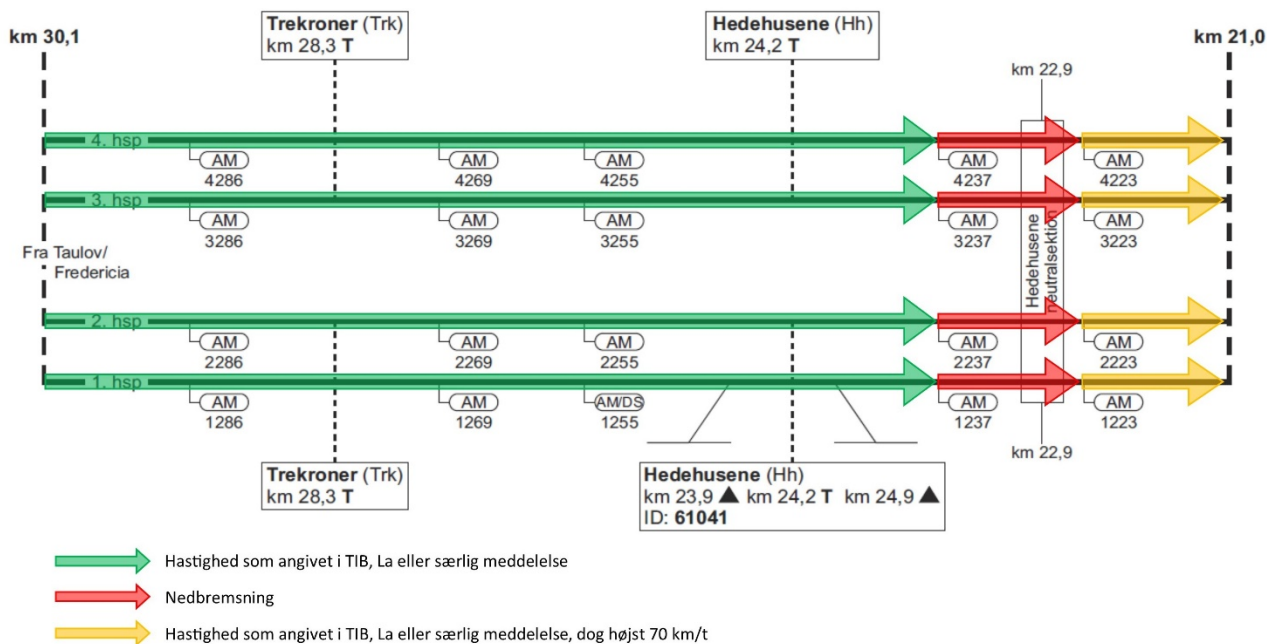 Trekroner (Trk)
km 28,3 T
Hedehusene (Hh)
km 24,2 T
km 30,1
km 21,0
km 22,9
4. hsp
AM
4286
AM
4269
AM
4255
AM
4237
AM
4223
3. hsp
AM
3286
AM
3269
AM
3255
AM
3237
AM
3223
Fra Taulov/
Fredericia
Hedehusene
neutralsektion
2. hsp
AM
2286
AM
2269
AM
2255
AM
2237
AM
2223
1. hsp
AM
1286
AM
1269
AM/DS
1255
AM
1237
AM
1223
km 22,9
Trekroner (Trk)
km 28,3 T
Hedehusene (Hh)
km 23,9 ▲ km 24,2 T km 24,9 ▲
ID: 61041
Hastighed som angivet i TIB, La eller særlig meddelelse
Nedbremsning
Hastighed som angivet i TIB, La eller særlig meddelelse, dog højst 70 km/t